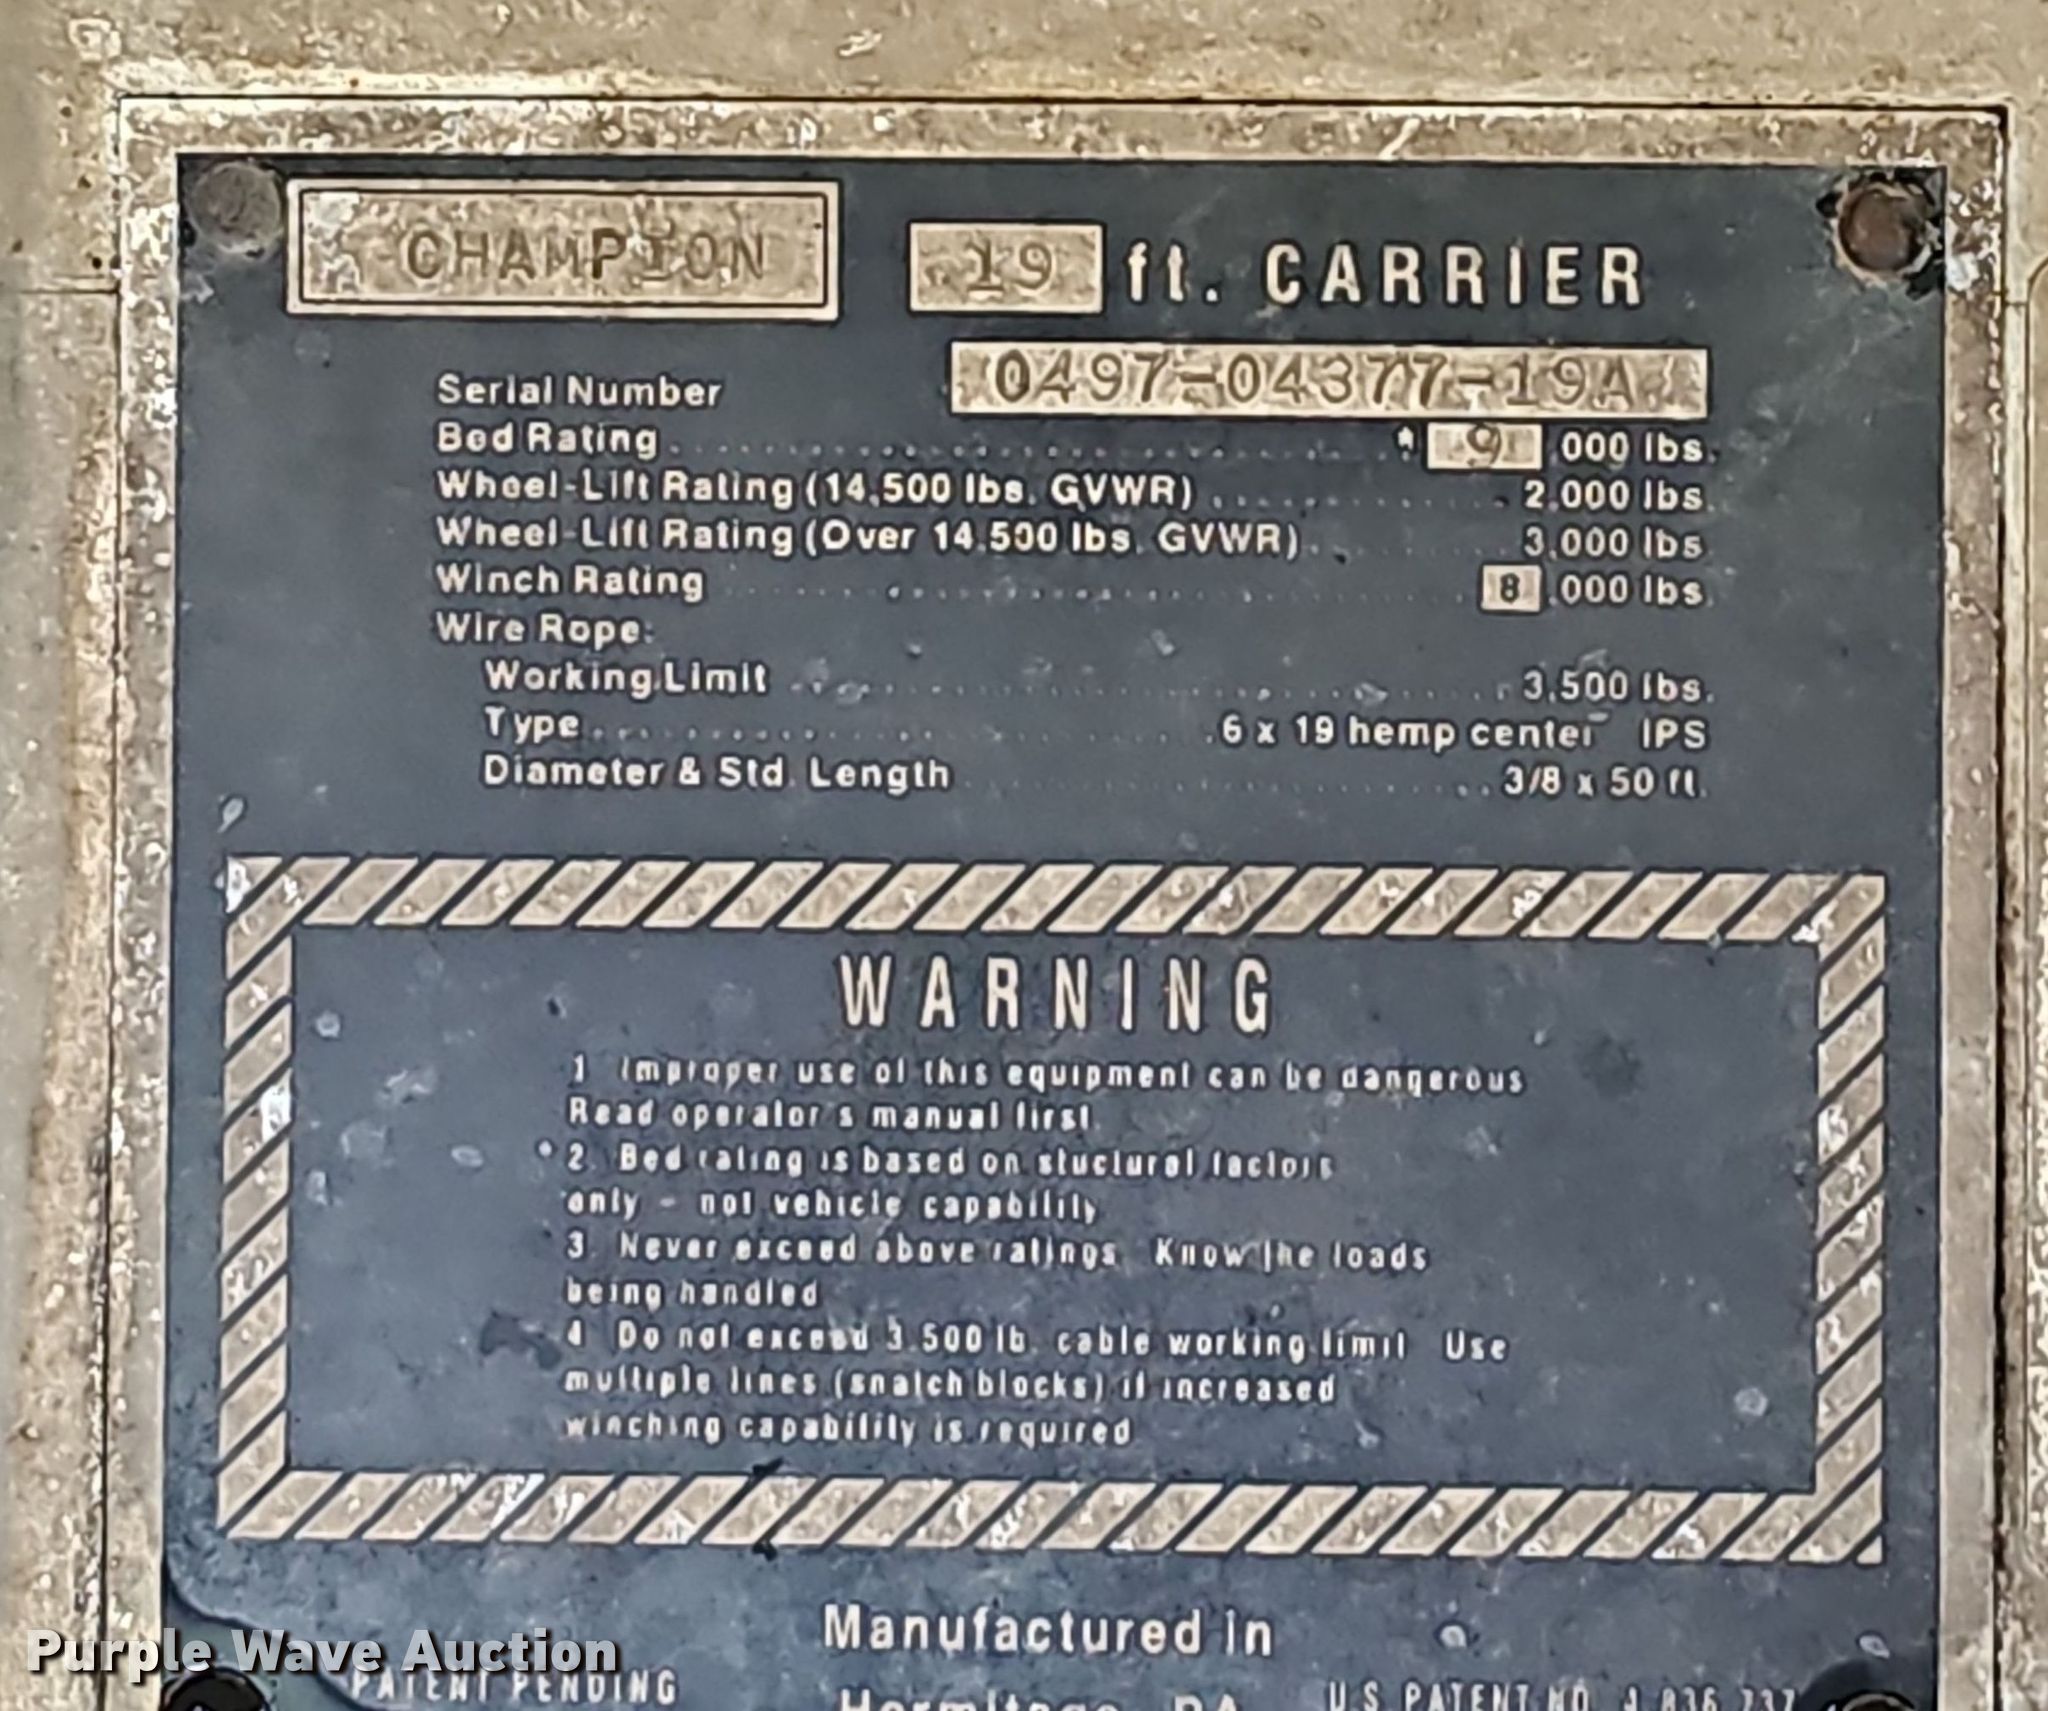 CHAMPION 19 ft. CARRIER
Serial Number 0497-04377-19A
Bed Rating * 9 ,000 lbs.
Wheel-Lift Rating (14,500 lbs. GVWR) 2,000 lbs.
Wheel-Lift Rating (Over 14,500 lbs. GVWR) 3,000 lbs.
Winch Rating 8 ,000 lbs.
Wire Rope:
Working Limit 3,500 lbs.
Type 6 x 19 hemp center IPS
Diameter & Std. Length 3/8 x 50 ft.
WARNING
1. Improper use of this equipment can be dangerous
Read operator's manual first.
*2. Bed rating is based on stuctural factors
only - not vehicle capability
3. Never exceed above ratings. Know the loads
being handled
4. Do not exceed 3,500 lb. cable working limit. Use
multiple lines (snatch blocks) if increased
winching capability is required
Manufactured in
Hermitage, PA
PATENT PENDING
U.S. PATENT NO.
Purple Wave Auction